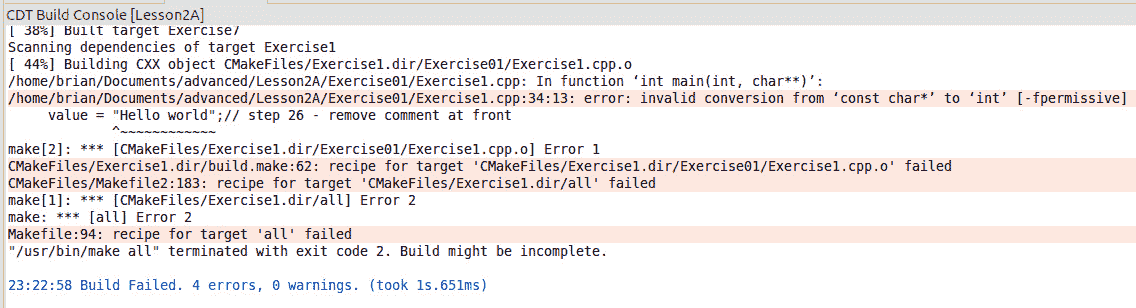 CDT Build Console [Lesson2A]
[ 38%] Built target Exercise7
Scanning dependencies of target Exercise1
[ 44%] Building CXX object CMakeFiles/Exercise1.dir/Exercise01/Exercise1.cpp.o
/home/brian/Documents/advanced/Lesson2A/Exercise01/Exercise1.cpp: In function ‘int main(int, char**)’:
/home/brian/Documents/advanced/Lesson2A/Exercise01/Exercise1.cpp:34:13: error: invalid conversion from ‘const char*’ to ‘int’ [-fpermissive]
     value = "Hello world";// step 26 - remove comment at front
             ^~~~~~~~~~~~~
make[2]: *** [CMakeFiles/Exercise1.dir/Exercise01/Exercise1.cpp.o] Error 1
CMakeFiles/Exercise1.dir/build.make:62: recipe for target 'CMakeFiles/Exercise1.dir/Exercise01/Exercise1.cpp.o' failed
CMakeFiles/Makefile2:183: recipe for target 'CMakeFiles/Exercise1.dir/all' failed
make[1]: *** [CMakeFiles/Exercise1.dir/all] Error 2
make: *** [all] Error 2
Makefile:94: recipe for target 'all' failed
"/usr/bin/make all" terminated with exit code 2. Build might be incomplete.
23:22:58 Build Failed. 4 errors, 0 warnings. (took 1s.651ms)